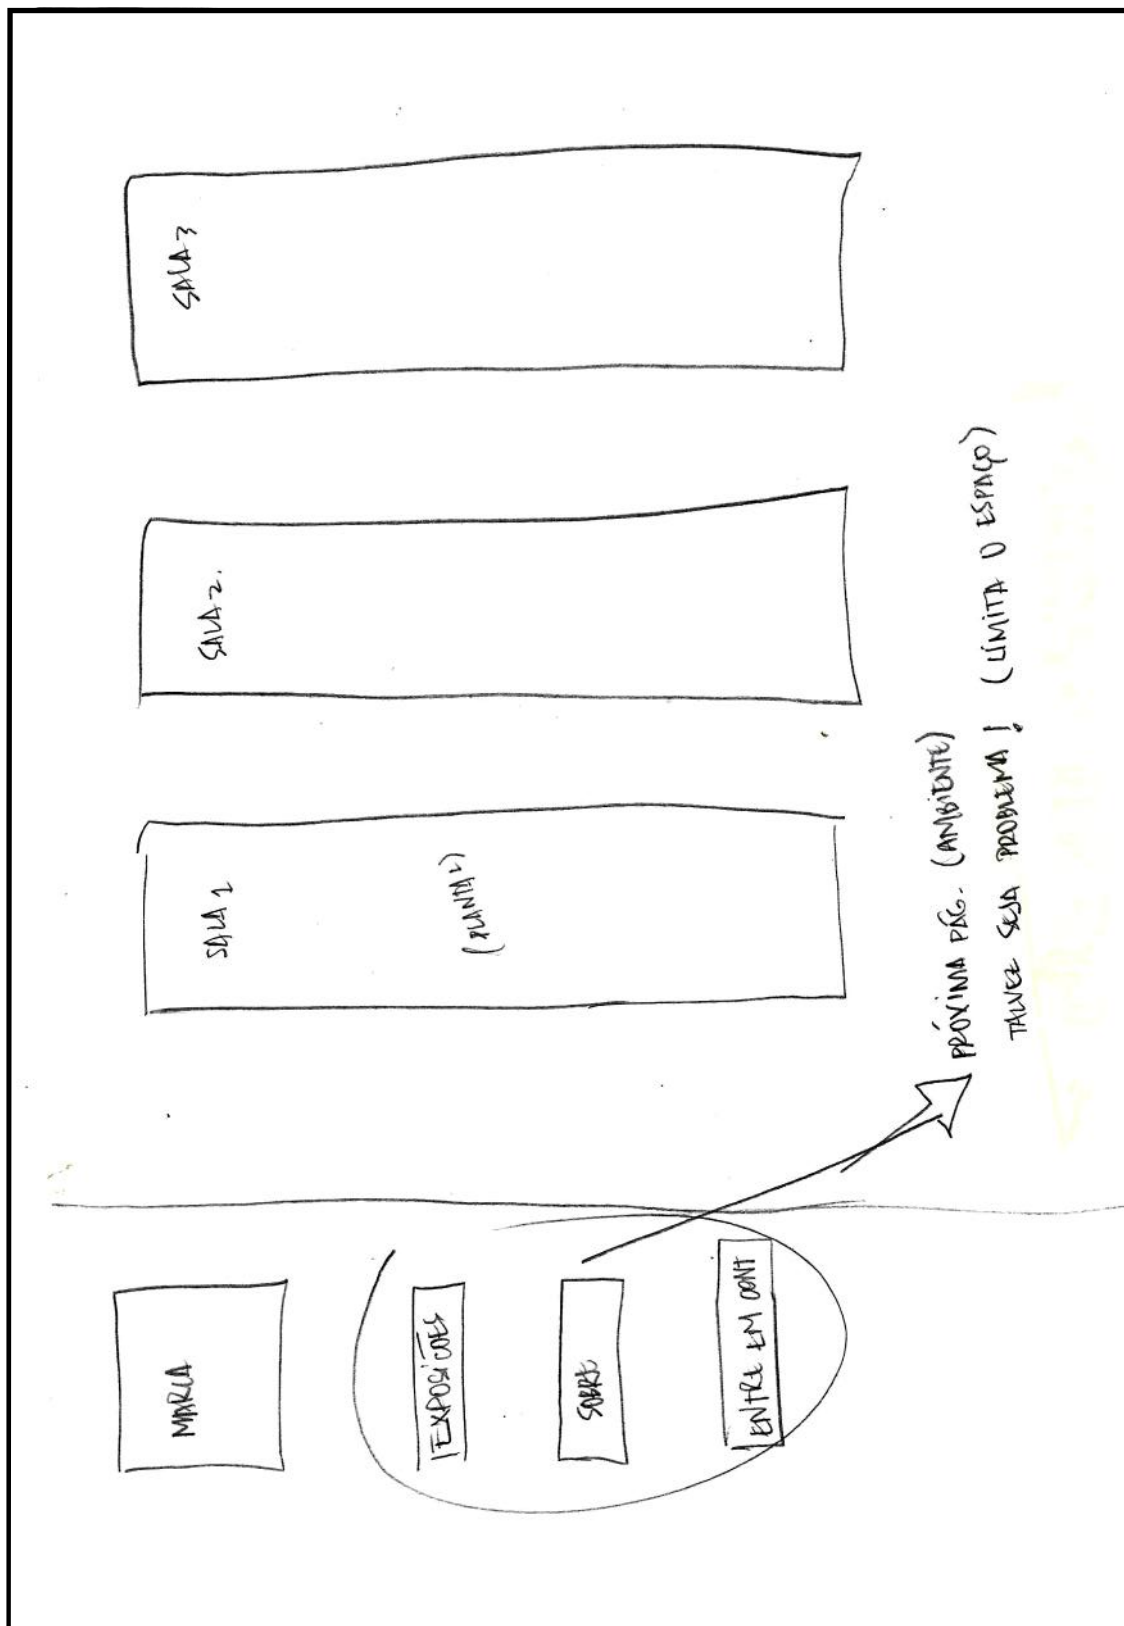 MARCA
EXPOSIÇÕES
SOBRE
ENTRE EM CONT
SALA 1
SALA 2.
SALA 3
PRÓXIMA PÁG. (AMBIENTE)
TALVEZ SEJA PROBLEMA! (LIMITA O ESPAÇO)